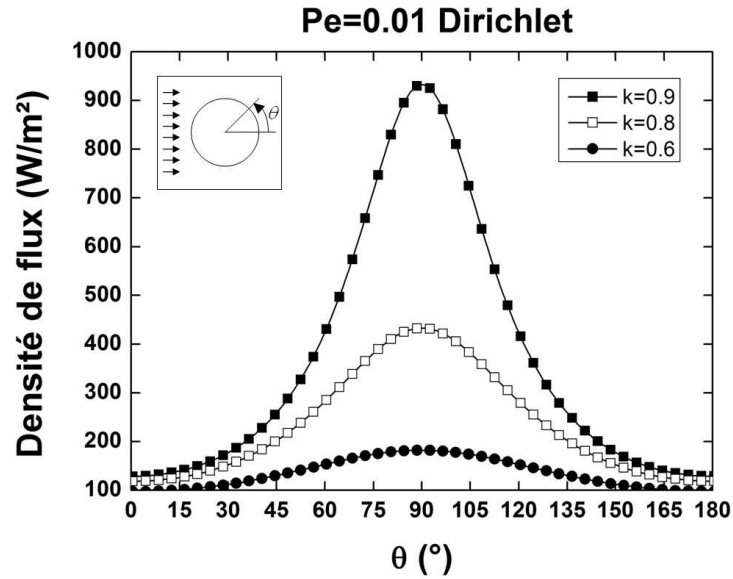 Pe=0.01 Dirichlet
Densité de flux (W/m²)
1000
900
800
700
600
500
400
300
200
100
θ
k=0.9
k=0.8
k=0.6
0 15 30 45 60 75 90 105 120 135 150 165 180
θ (°)